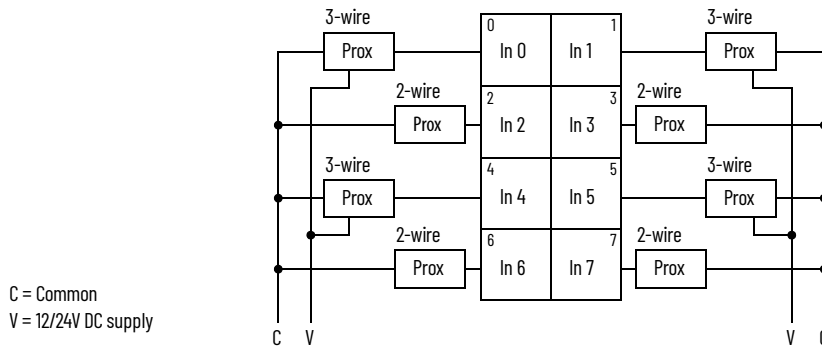 3-wire 3-wire
0 1
Prox In 0 In 1 Prox
2-wire 2-wire
2 3
Prox In 2 In 3 Prox
3-wire 3-wire
4 5
Prox In 4 In 5 Prox
2-wire 2-wire
6 7
Prox In 6 In 7 Prox
C = Common
V = 12/24V DC supply
C V V